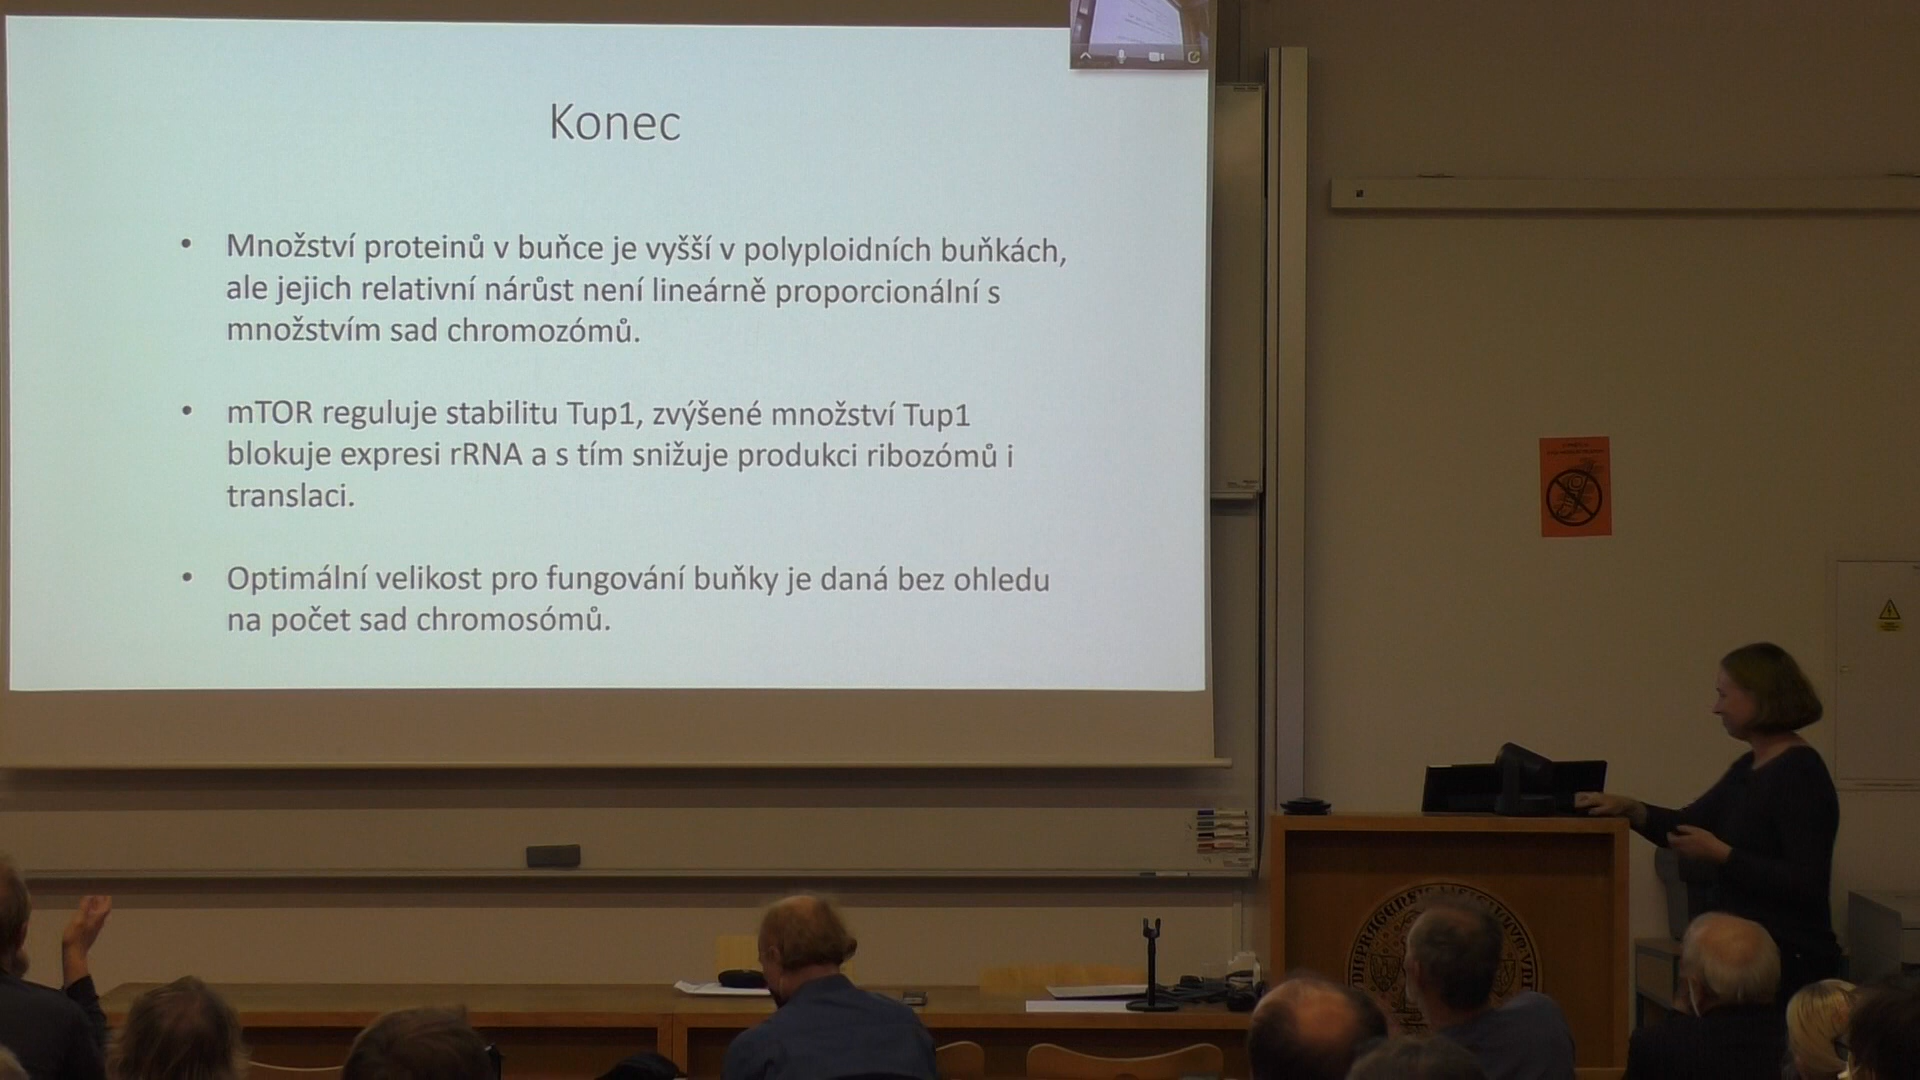 Konec
• Množství proteinů v buňce je vyšší v polyploidních buňkách,
ale jejich relativní nárůst není lineárně proporcionální s
množstvím sad chromozómů.
• mTOR reguluje stabilitu Tup1, zvýšené množství Tup1
blokuje expresi rRNA a s tím snižuje produkci ribozómů i
translaci.
• Optimální velikost pro fungování buňky je daná bez ohledu
na počet sad chromosómů.